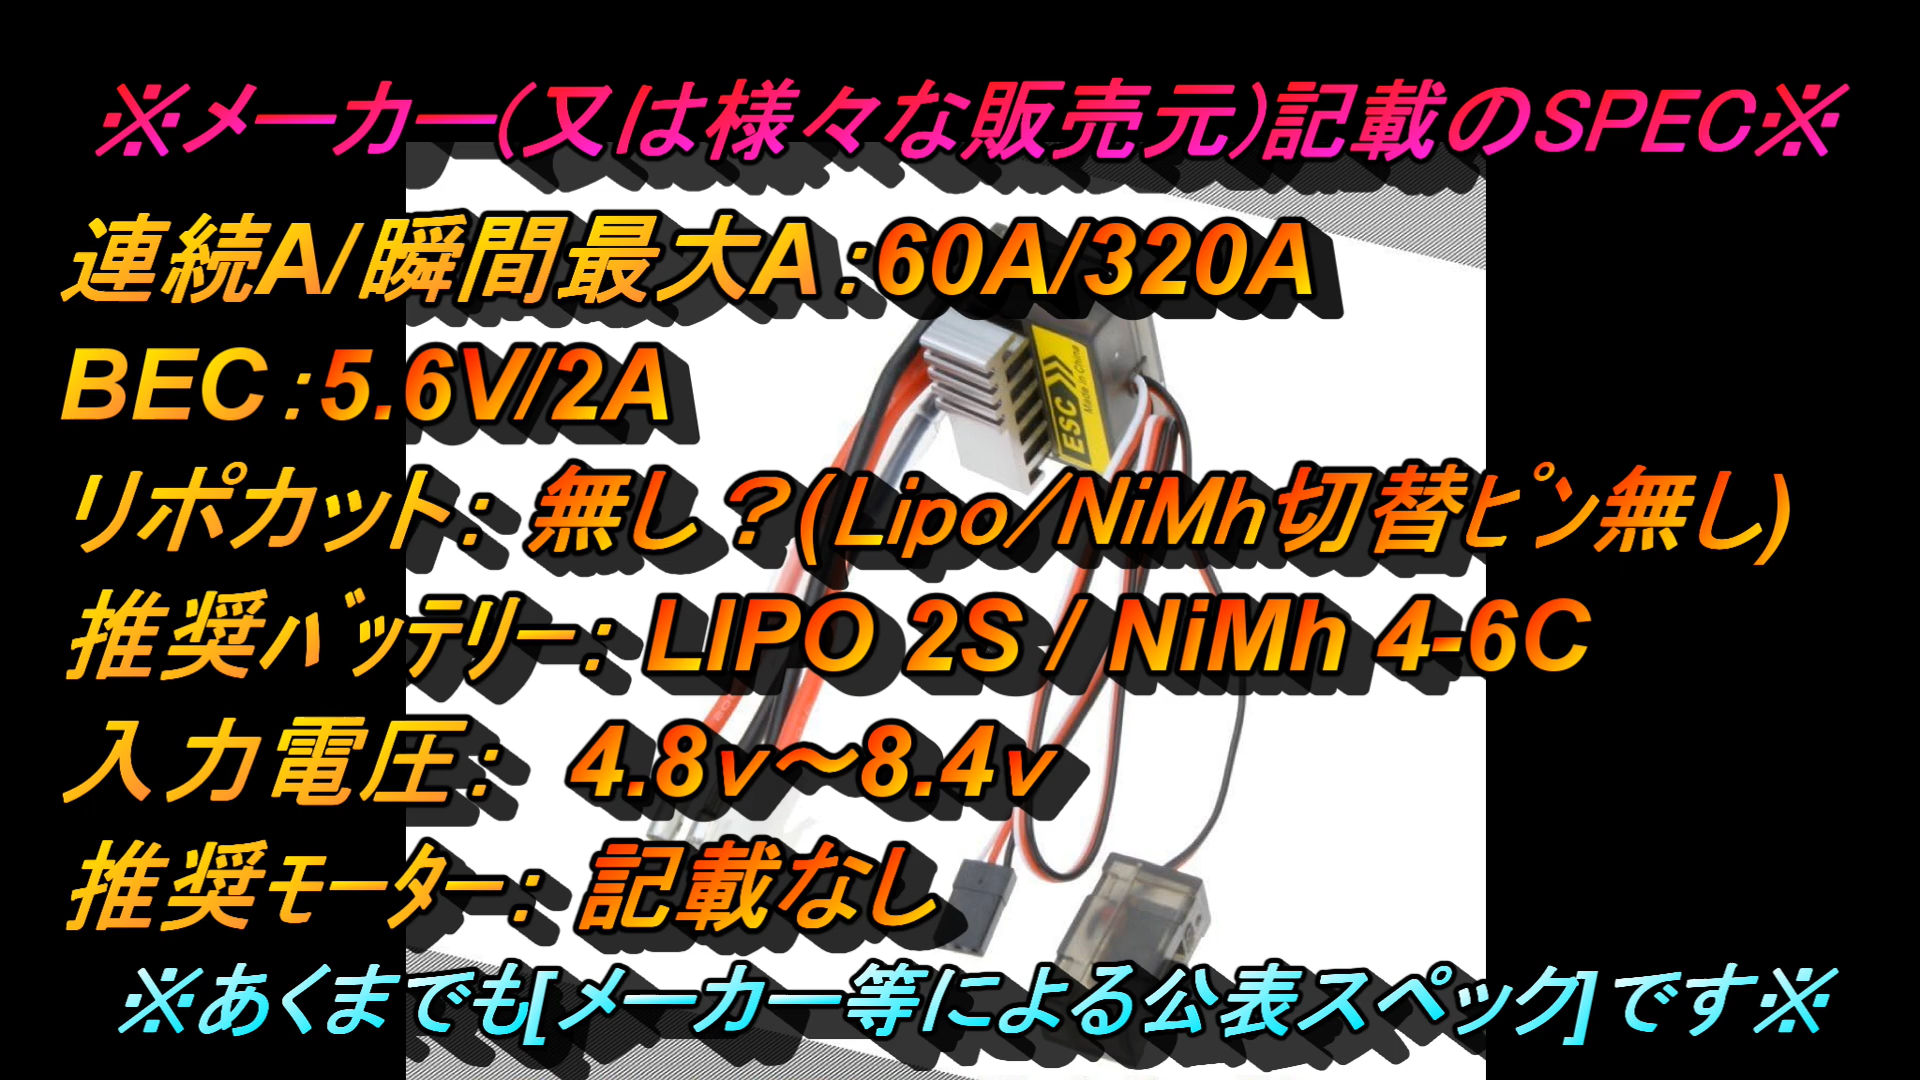 ※メーカー(又は様々な販売元)記載のSPEC※
連続A/瞬間最大A:60A/320A
BEC:5.6V/2A
リポカット: 無し?(Lipo/NiMh切替ﾋﾟﾝ無し)
推奨ﾊﾞッテリー: LIPO 2S / NiMh 4-6C
入力電圧: 4.8v～8.4v
推奨モーター: 記載なし
※あくまでも[メーカー等による公表スペック]です※
ESC
Made in China